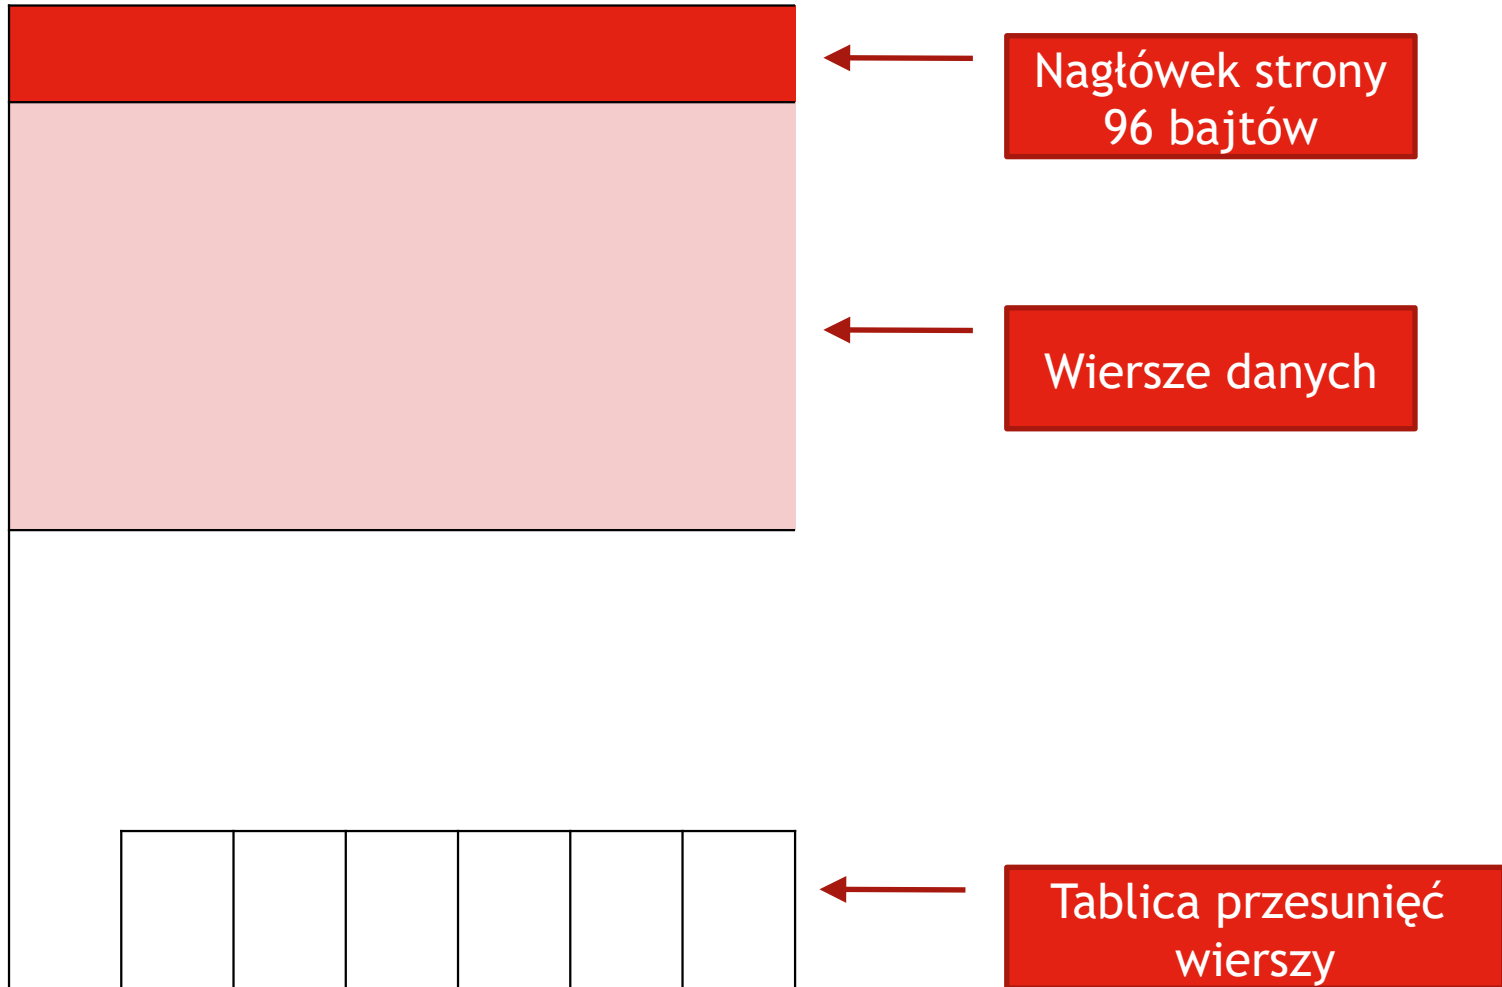 Nagłówek strony
96 bajtów
Wiersze danych
Tablica przesunięć
wierszy